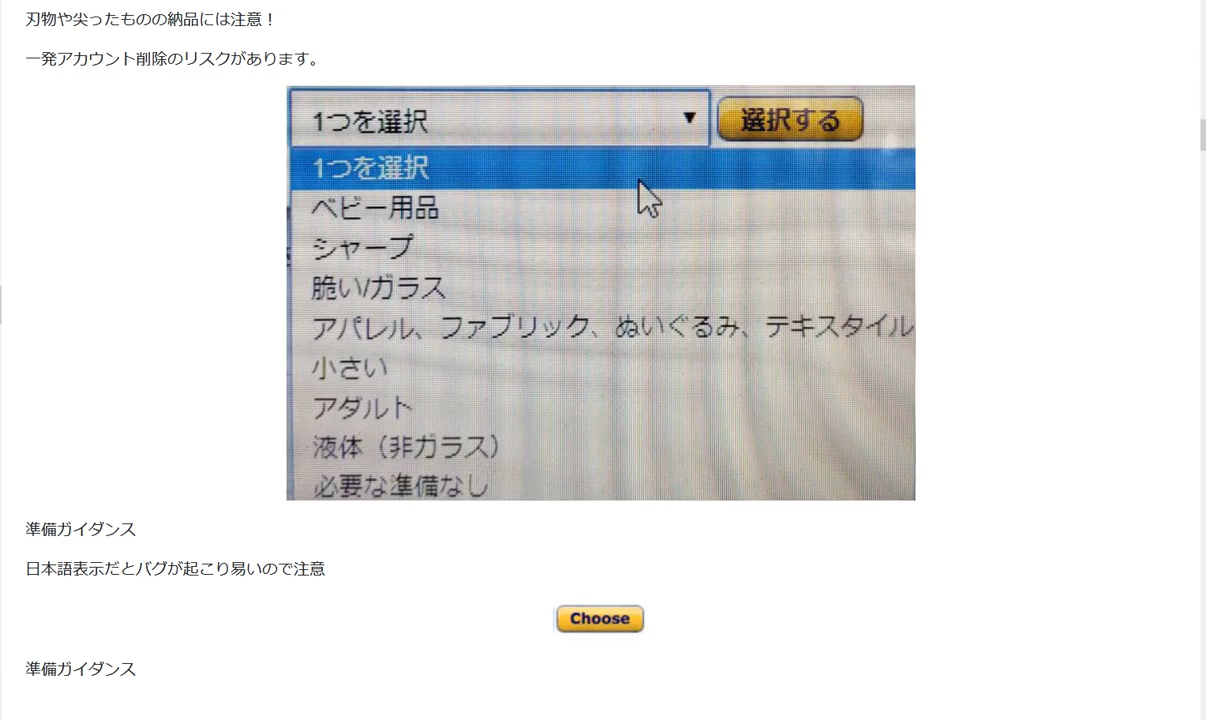 刃物や尖ったものの納品には注意！
一発アカウント削除のリスクがあります。
1つを選択 ▼ 選択する
1つを選択
ベビー用品
シャープ
脆い/ガラス
アパレル、ファブリック、ぬいぐるみ、テキスタイル
小さい
アダルト
液体（非ガラス）
必要な準備なし
準備ガイダンス
日本語表示だとバグが起こり易いので注意
Choose
準備ガイダンス